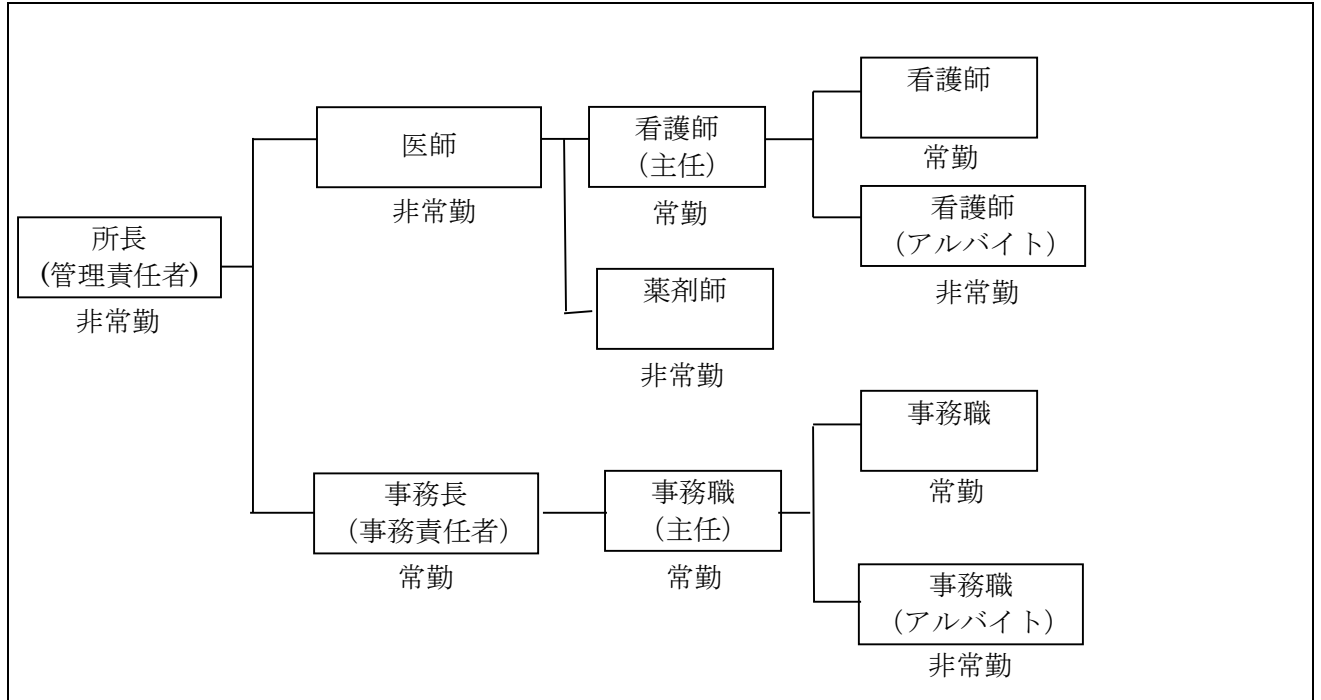 所長
(管理責任者)
非常勤
医師
非常勤
看護師
（主任）
常勤
薬剤師
非常勤
看護師
常勤
看護師
（アルバイト）
非常勤
事務長
（事務責任者）
常勤
事務職
（主任）
常勤
事務職
常勤
事務職
（アルバイト）
非常勤